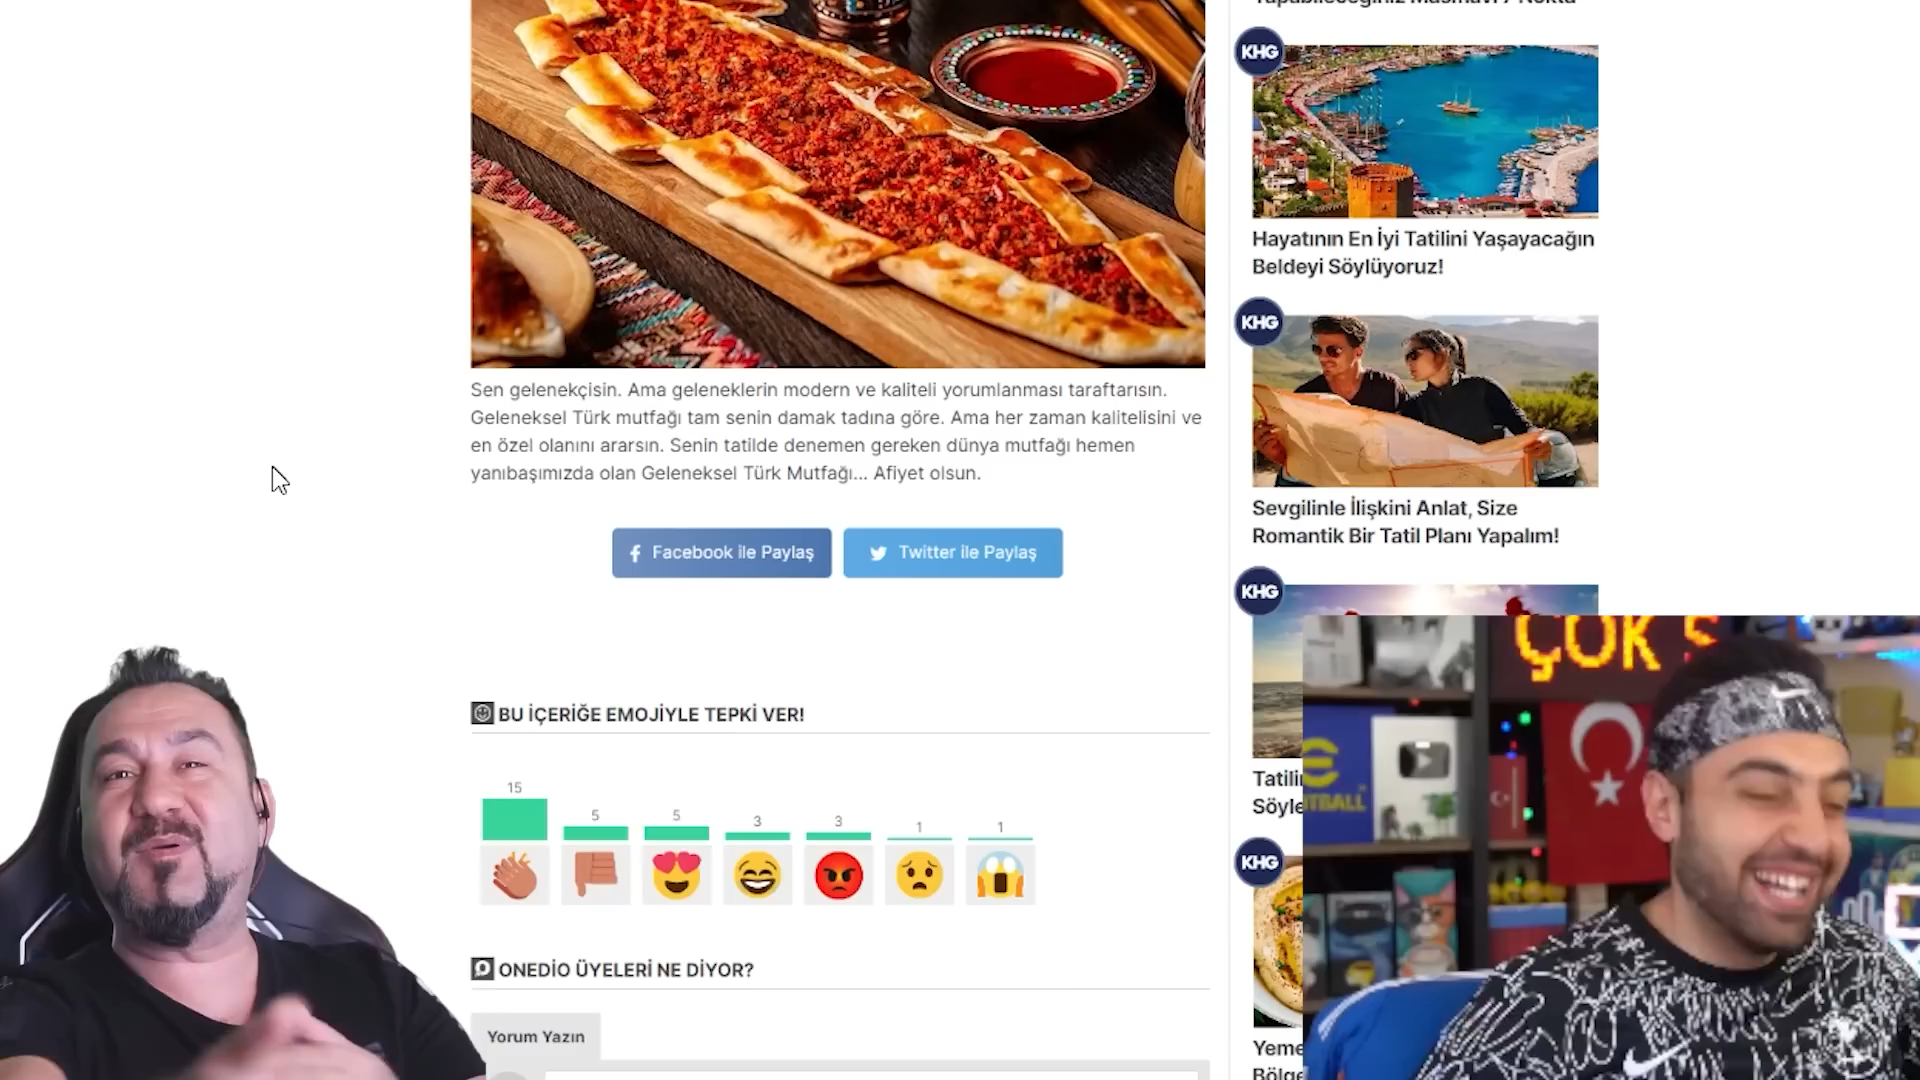 Sen gelenekçisin. Ama geleneklerin modern ve kaliteli yorumlanması taraftarısın.
Geleneksel Türk mutfağı tam senin damak tadına göre. Ama her zaman kalitelisini ve
en özel olanını ararsın. Senin tatilde denemen gereken dünya mutfağı hemen
yanıbaşımızda olan Geleneksel Türk Mutfağı... Afiyet olsun.
Facebook ile Paylaş
Twitter ile Paylaş
BU İÇERİĞE EMOJİYLE TEPKİ VER!
15
5
5
3
3
1
1
ONEDİO ÜYELERİ NE DİYOR?
Yorum Yazın
KHG
Hayatının En İyi Tatilini Yaşayacağın
Beldeyi Söylüyoruz!
KHG
Sevgilinle İlişkini Anlat, Size
Romantik Bir Tatil Planı Yapalım!
KHG
KHG
ÇOK